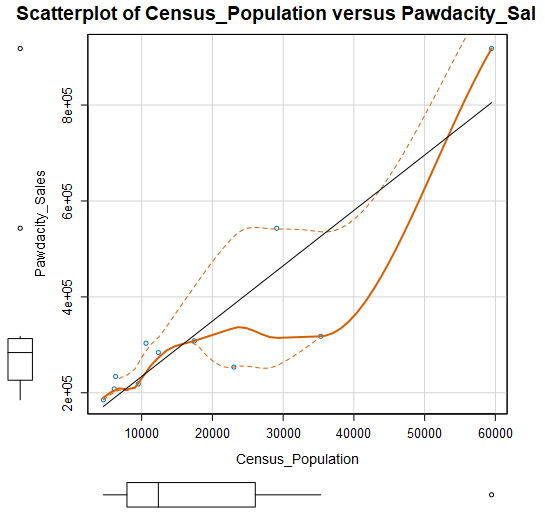 Scatterplot of Census_Population versus Pawdacity_Sal
8e+05
6e+05
4e+05
2e+05
Pawdacity_Sales
10000 20000 30000 40000 50000 60000
Census_Population